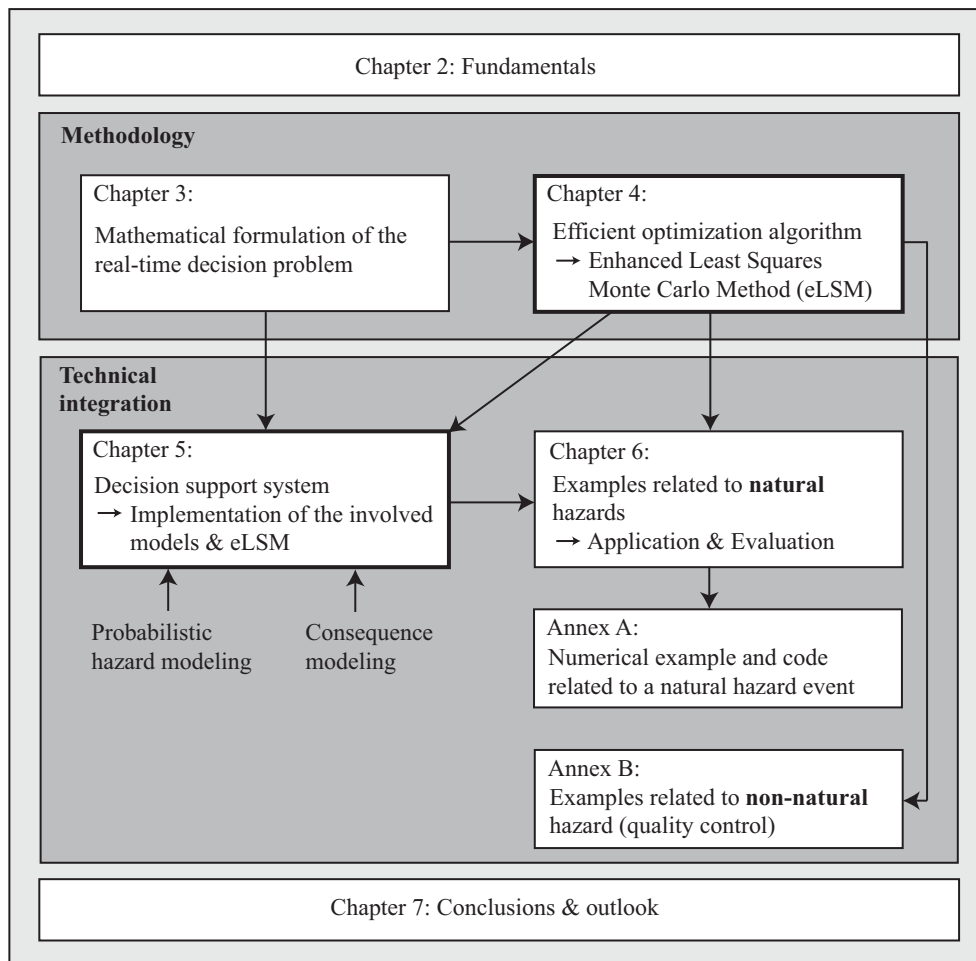 Chapter 2: Fundamentals
Methodology
Chapter 3:
Mathematical formulation of the
real-time decision problem
Chapter 4:
Efficient optimization algorithm
→ Enhanced Least Squares
Monte Carlo Method (eLSM)
Technical
integration
Chapter 5:
Decision support system
→ Implementation of the involved
models & eLSM
Probabilistic
hazard modeling
Consequence
modeling
Chapter 6:
Examples related to natural
hazards
→ Application & Evaluation
Annex A:
Numerical example and code
related to a natural hazard event
Annex B:
Examples related to non-natural
hazard (quality control)
Chapter 7: Conclusions & outlook